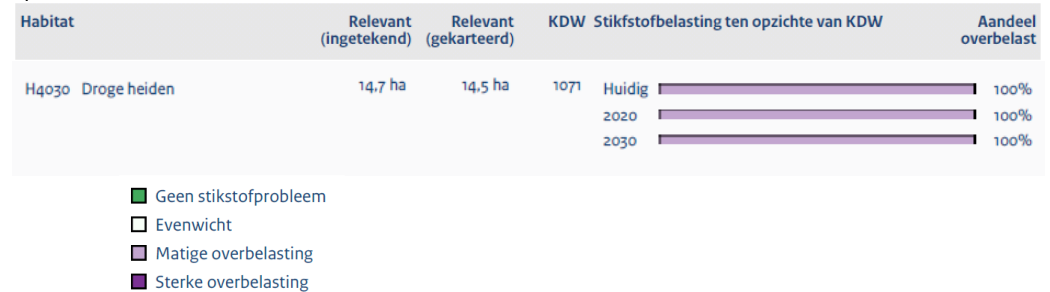 Habitat Relevant Relevant KDW Stikfstofbelasting ten opzichte van KDW Aandeel
(ingetekend) (gekarteerd) overbelast
H4030 Droge heiden 14,7 ha 14,5 ha 1071 Huidig 100%
2020 100%
2030 100%
Geen stikstofprobleem
Evenwicht
Matige overbelasting
Sterke overbelasting